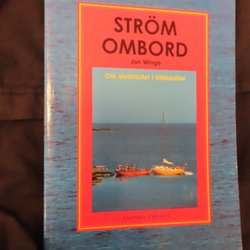 STRÖM
OMBORD
Jan Winge
Om elektricitet i fritidsbåtar